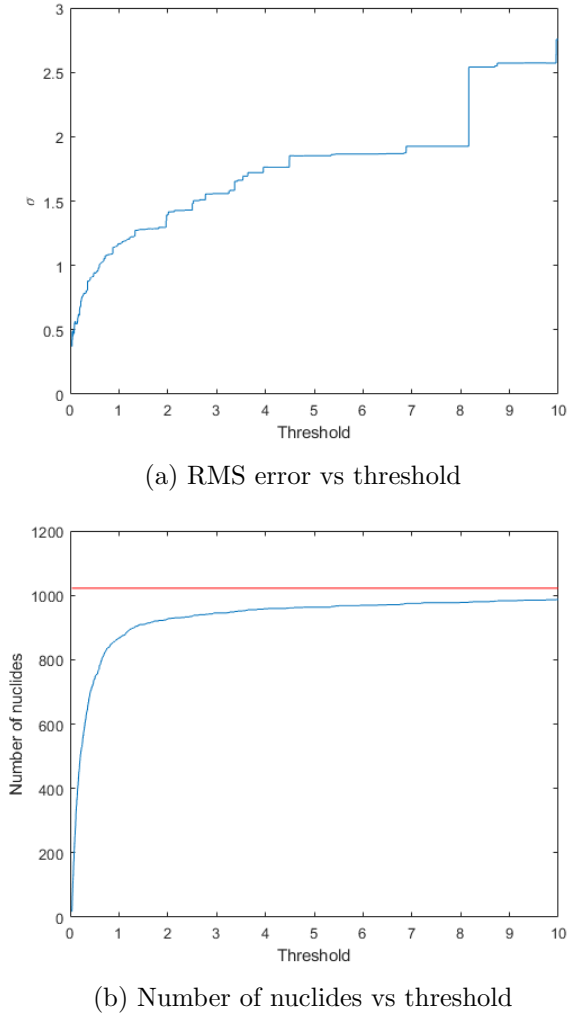 3
2.5
2
1.5
1
0.5
0
σ
0 1 2 3 4 5 6 7 8 9 10
Threshold
(a) RMS error vs threshold
1200
1000
800
600
400
200
0
Number of nuclides
0 1 2 3 4 5 6 7 8 9 10
Threshold
(b) Number of nuclides vs threshold